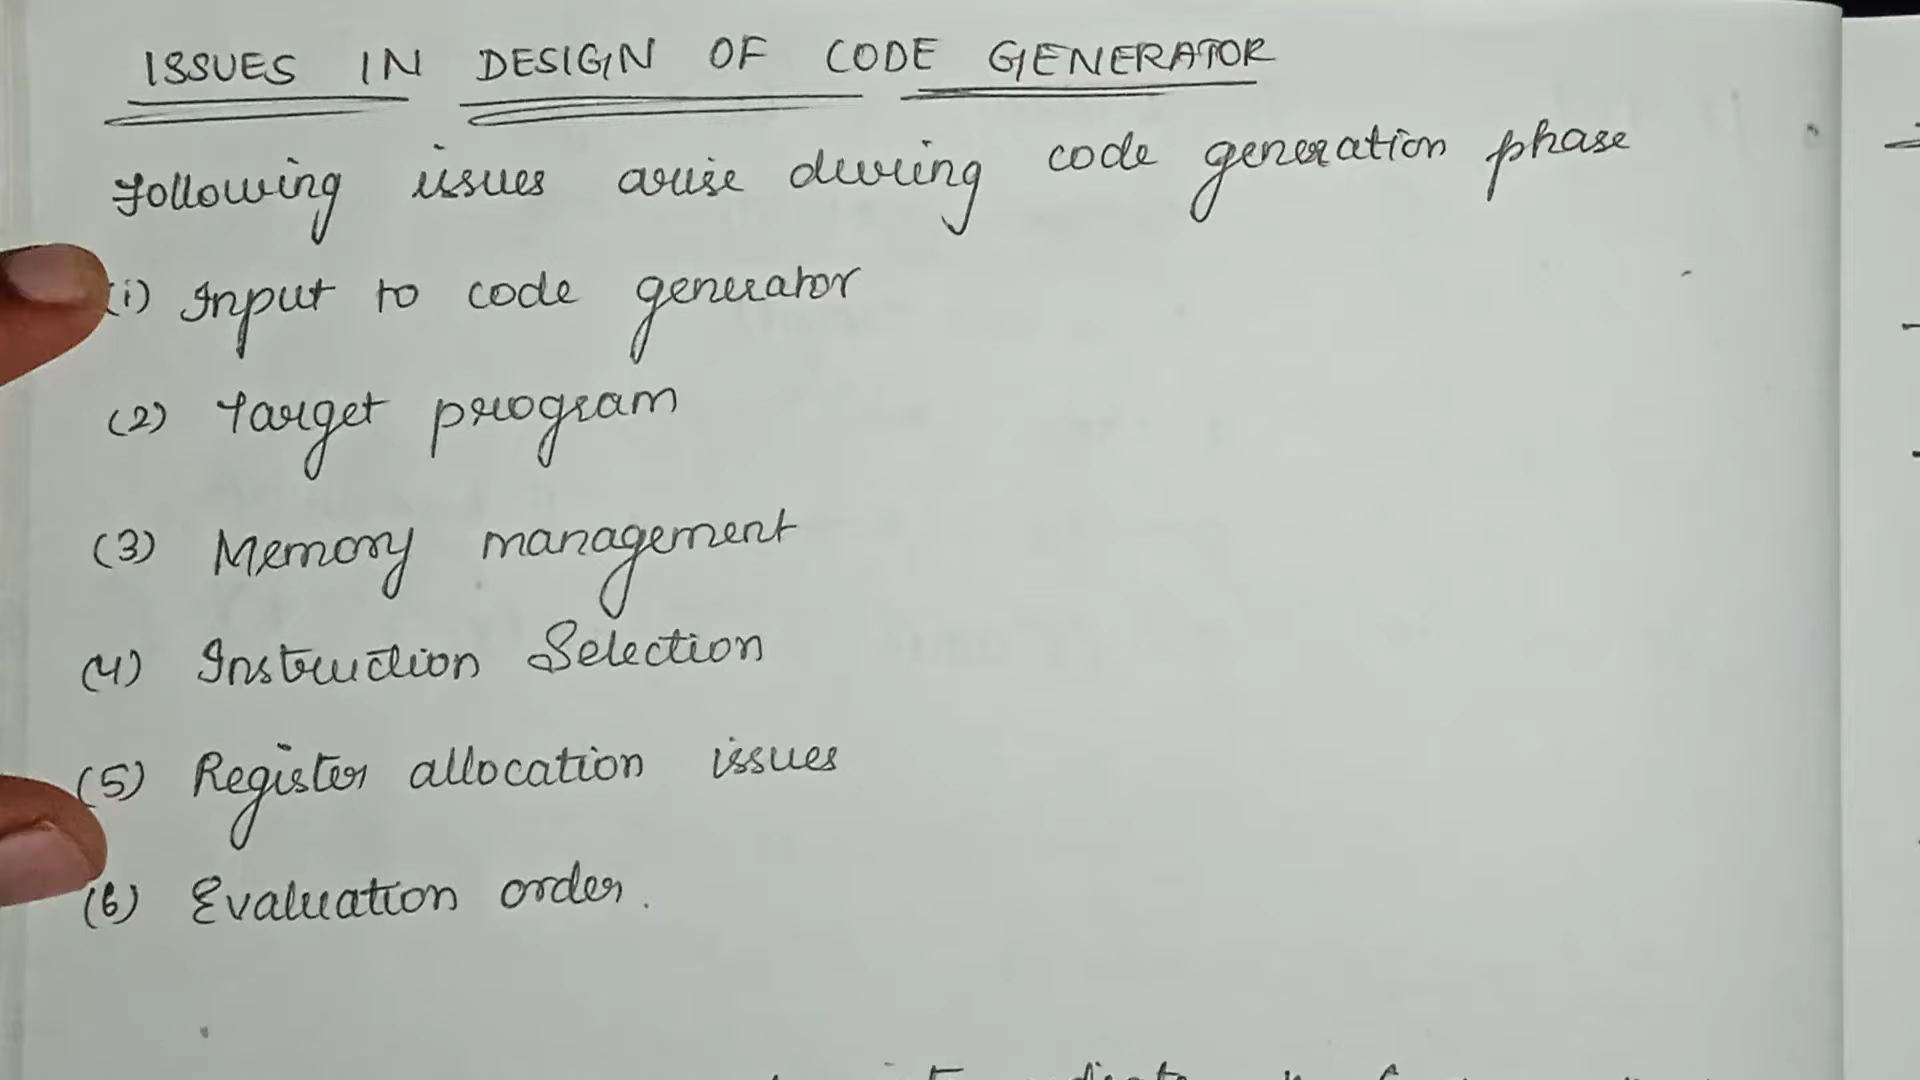 ISSUES IN DESIGN OF CODE GENERATOR
following issues arise during code generation phase
(i) Input to code generator
(2) Target program
(3) Memory management
(4) Instruction Selection
(5) Register allocation issues
(6) Evaluation order.